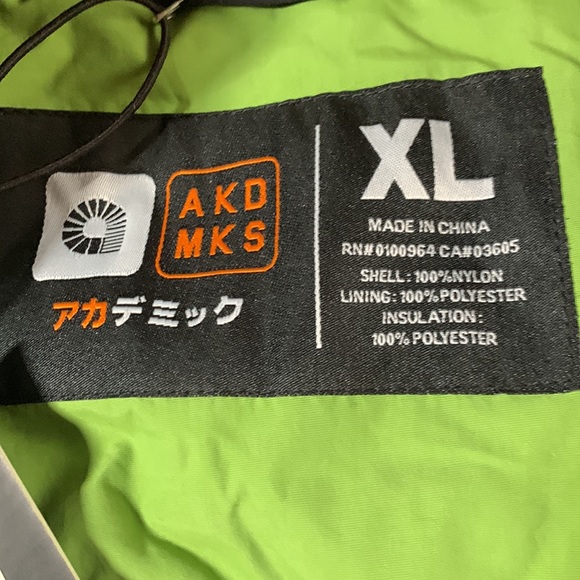 AKD
MKS
アカデミック
XL
MADE IN CHINA
RN#0100964 CA#03605
SHELL: 100%NYLON
LINING: 100% POLYESTER
INSULATION:
100% POLYESTER